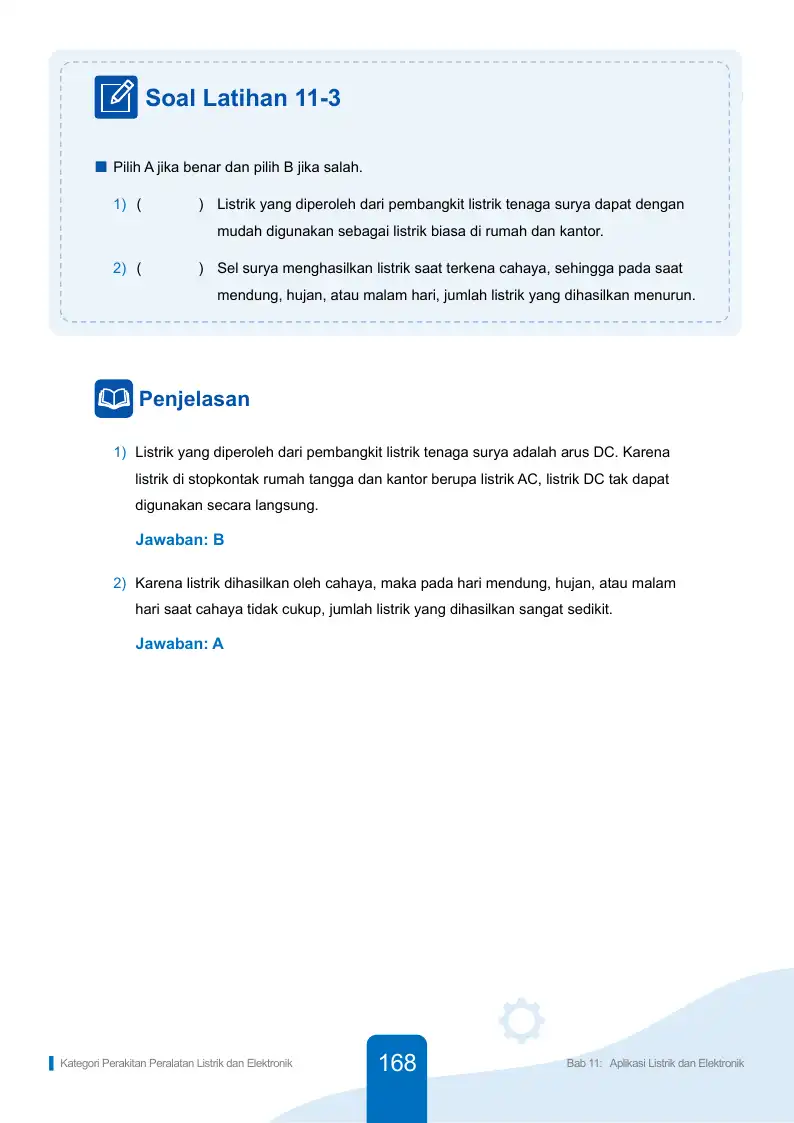 Soal Latihan 11-3
Pilih A jika benar dan pilih B jika salah.
1) ( ) Listrik yang diperoleh dari pembangkit listrik tenaga surya dapat dengan
mudah digunakan sebagai listrik biasa di rumah dan kantor.
2) ( ) Sel surya menghasilkan listrik saat terkena cahaya, sehingga pada saat
mendung, hujan, atau malam hari, jumlah listrik yang dihasilkan menurun.
Penjelasan
1) Listrik yang diperoleh dari pembangkit listrik tenaga surya adalah arus DC. Karena
listrik di stopkontak rumah tangga dan kantor berupa listrik AC, listrik DC tak dapat
digunakan secara langsung.
Jawaban: B
2) Karena listrik dihasilkan oleh cahaya, maka pada hari mendung, hujan, atau malam
hari saat cahaya tidak cukup, jumlah listrik yang dihasilkan sangat sedikit.
Jawaban: A
Kategori Perakitan Peralatan Listrik dan Elektronik
168
Bab 11: Aplikasi Listrik dan Elektronik